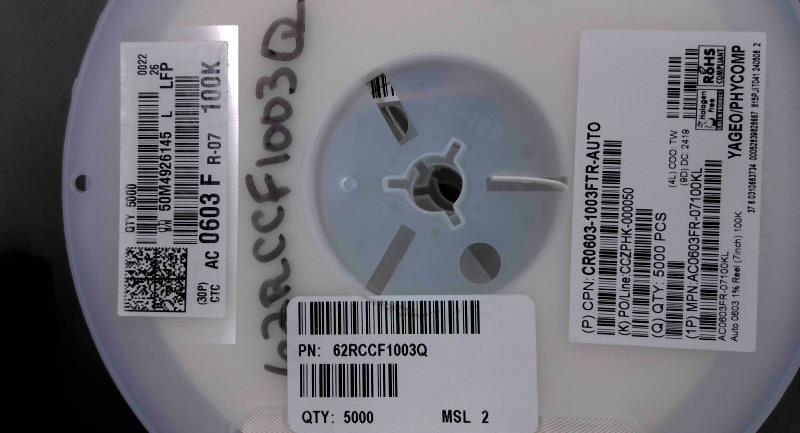 0022
26
LFP
QTY 5000
B/N 50M4926145 L
(30P) AC 0603 F R-07 100K
CTC
62RCCF1003Q
(P) CPN: CR0603-1003FTR-AUTO
(K) PO/Line:CCZPHK-000050
(Q) QTY: 5000 PCS
(4L) COO: TW
(9D) DC: 2419
(1P) MPN:AC0603FR-07100KL
AC0603FR-07100KL
Auto 0603 1% Reel (7inch) 100K
Halogen
free
RoHS
COMPLIANT
YAGEO/PHYCOMP
PN: 62RCCF1003Q
QTY: 5000 MSL 2